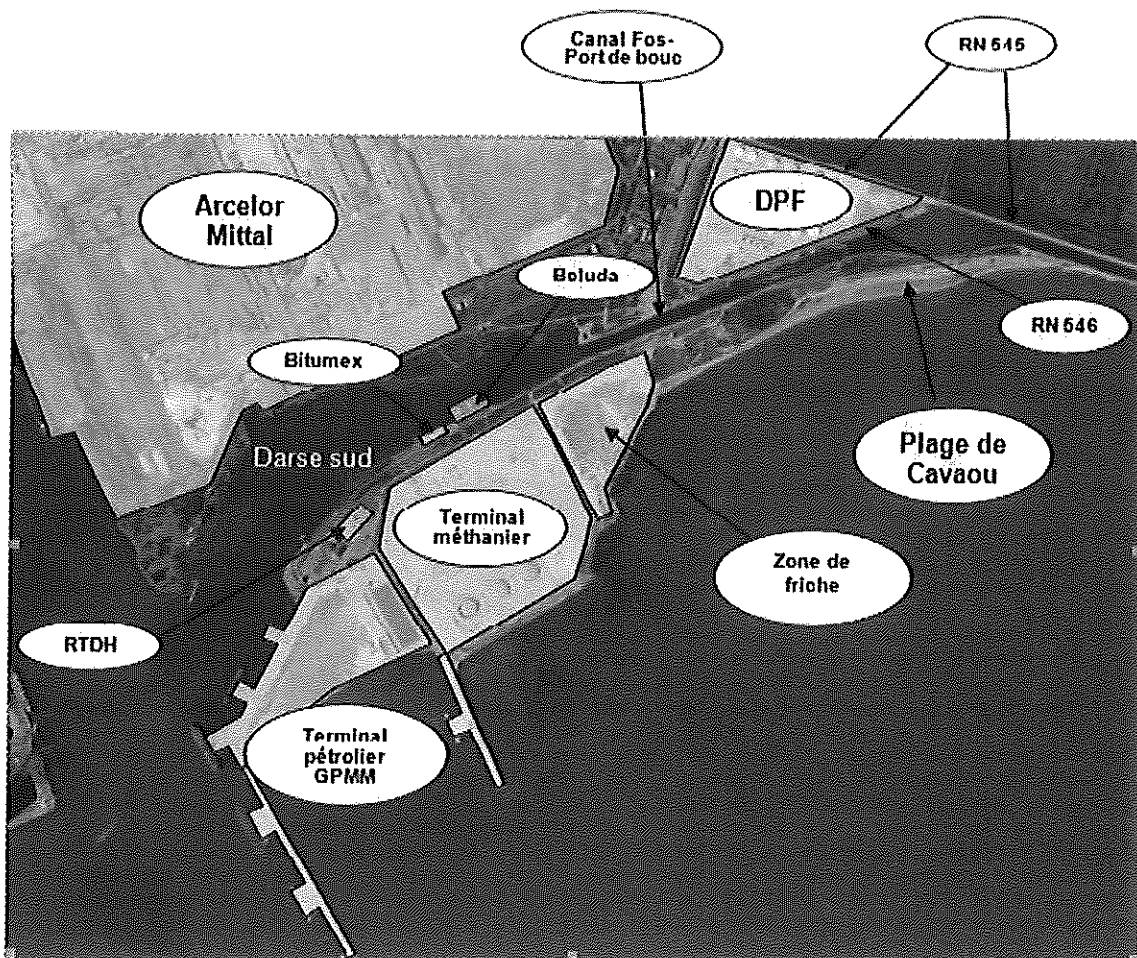 Canal Fos-
Port de bouc
RN 545
Arcelor
Mittal
DPF
Boluda
RN 546
Bitumex
Plage de
Cavaou
Darse sud
Terminal
méthanier
Zone de
friche
RTDH
Terminal
pétrolier
GPMM